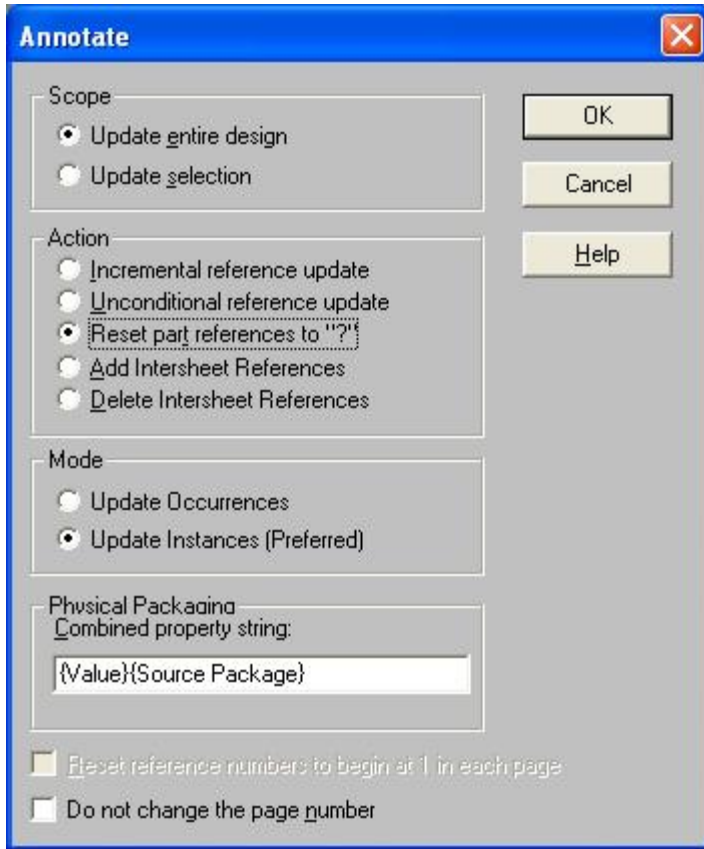 Annotate
Scope
Update entire design
Update selection
OK
Cancel
Help
Action
Incremental reference update
Unconditional reference update
Reset part references to "?"
Add Intersheet References
Delete Intersheet References
Mode
Update Occurrences
Update Instances (Preferred)
Physical Packaging
Combined property string:
{Value}{Source Package}
Reset reference numbers to begin at 1 in each page
Do not change the page number